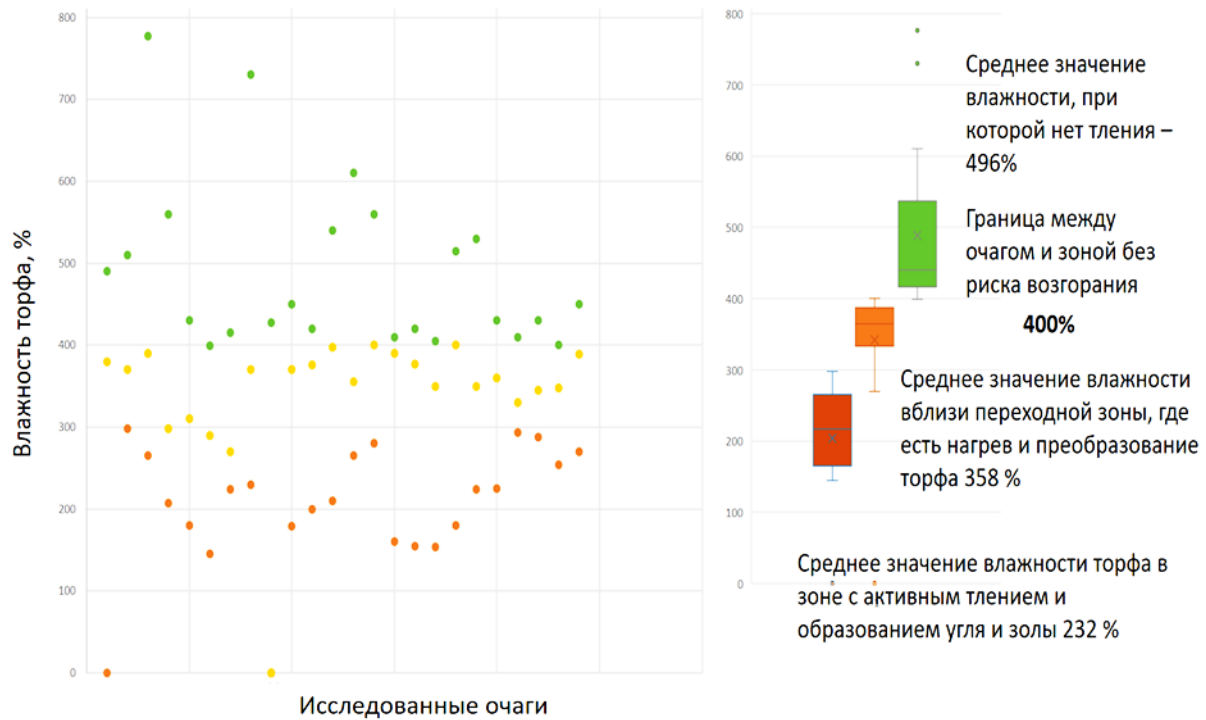 800
700
600
500
400
300
200
100
0
Влажность торфа, %
Исследованные очаги
800
700
600
500
400
300
200
100
0
Среднее значение
влажности, при
которой нет тления –
496%
Граница между
очагом и зоной без
риска возгорания
400%
Среднее значение влажности
вблизи переходной зоны, где
есть нагрев и преобразование
торфа 358 %
Среднее значение влажности торфа в
зоне с активным тлением и
образованием угля и золы 232 %